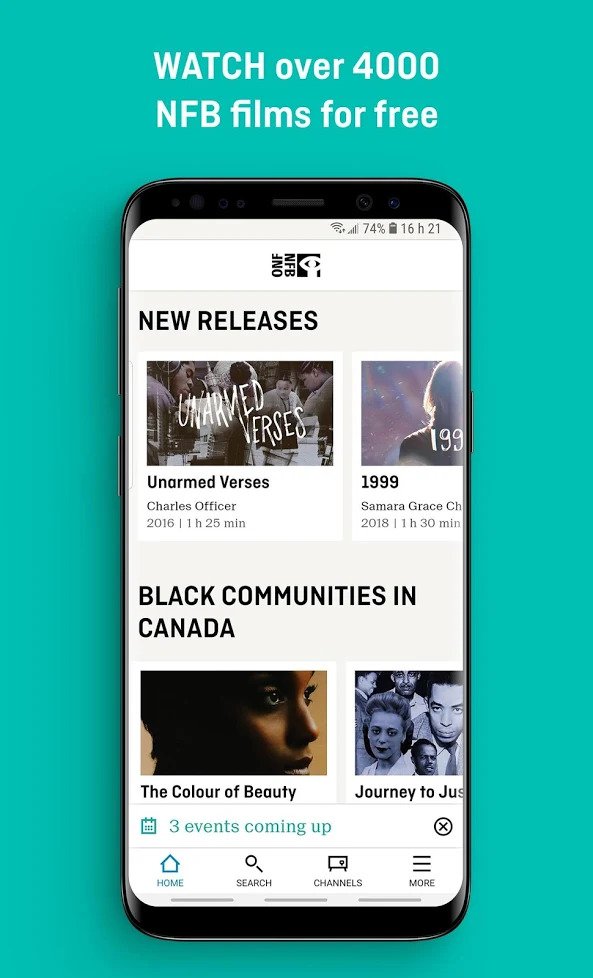 WATCH over 4000
NFB films for free
74% 16 h 21
ONF
NFB
NEW RELEASES
UNARMED
VERSES
199
Unarmed Verses
Charles Officer
2016 | 1 h 25 min
1999
Samara Grace Ch
2018 | 1 h 30 min
BLACK COMMUNITIES IN
CANADA
The Colour of Beauty
Journey to Jus
3 events coming up
HOME
SEARCH
CHANNELS
MORE